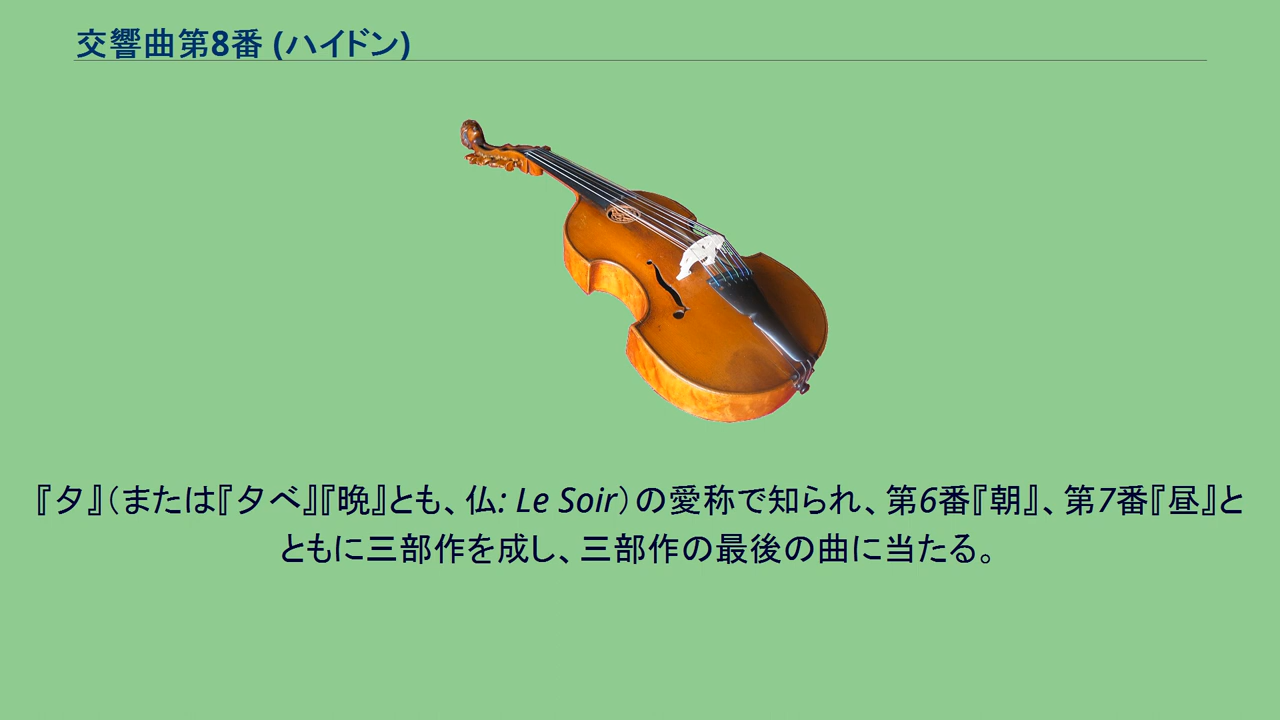 交響曲第8番 (ハイドン)
『夕』（または『夕べ』『晩』とも、仏: Le Soir）の愛称で知られ、第6番『朝』、第7番『昼』と
ともに三部作を成し、三部作の最後の曲に当たる。